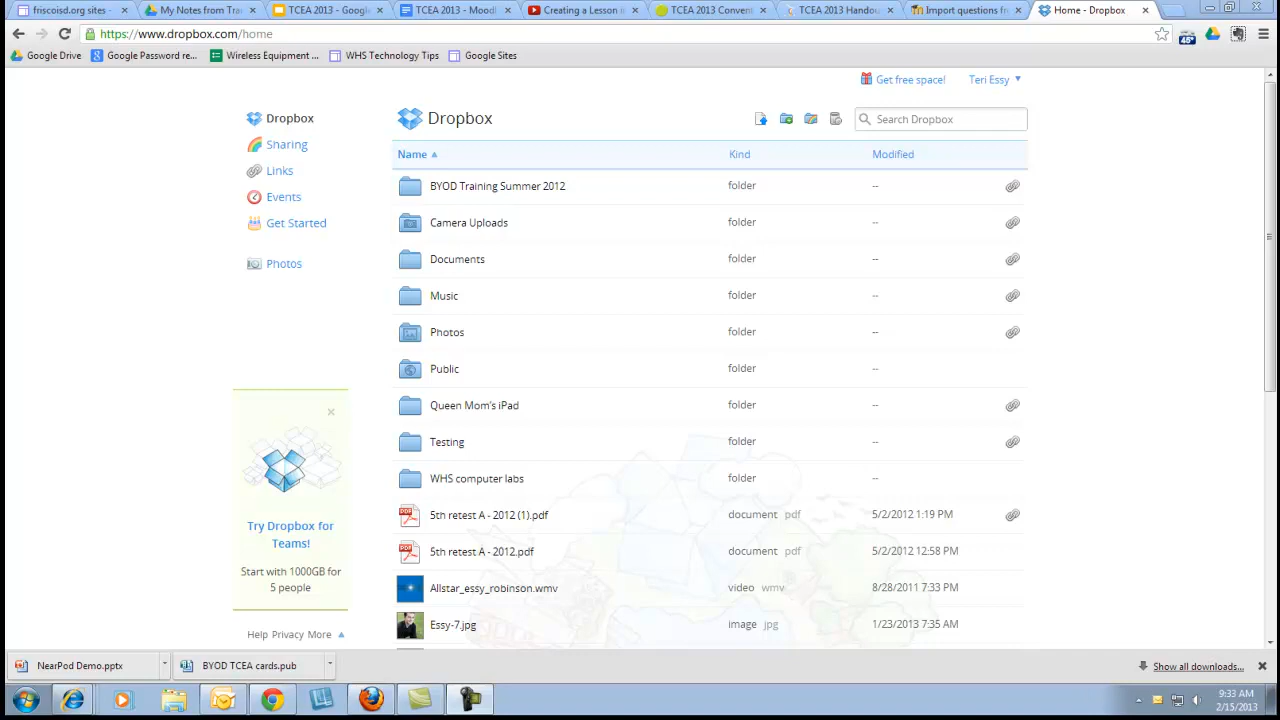 friscoisd.org sites -
My Notes from Tra
TCEA 2013 - Google
TCEA 2013 - Moodl
Creating a Lesson i
TCEA 2013 Convent
TCEA 2013 Handou
Import questions fr
Home - Dropbox
https://www.dropbox.com/home
45°
Google Drive
Google Password re...
Wireless Equipment ...
WHS Technology Tips
Google Sites
Get free space!
Teri Essy
Dropbox
Sharing
Links
Events
Get Started
Photos
Try Dropbox for
Teams!
Start with 1000GB for
5 people
Help Privacy More
Dropbox
Search Dropbox
Name Kind Modified
BYOD Training Summer 2012 folder --
Camera Uploads folder --
Documents folder --
Music folder --
Photos folder --
Public folder --
Queen Mom's iPad folder --
Testing folder --
WHS computer labs folder --
5th retest A - 2012 (1).pdf document pdf 5/2/2012 1:19 PM
5th retest A - 2012.pdf document pdf 5/2/2012 12:58 PM
Allstar_essy_robinson.wmv video wmv 8/28/2011 7:33 PM
Essy-7.jpg image jpg 1/23/2013 7:35 AM
NearPod Demo.pptx
BYOD TCEA cards.pub
Show all downloads...
9:33 AM
2/15/2013